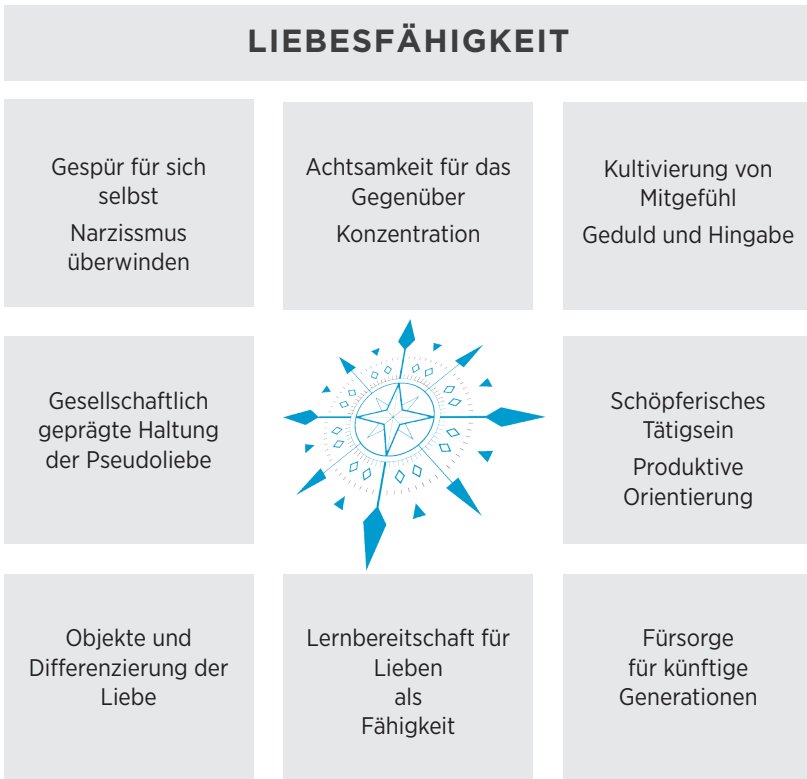 LIEBESFÄHIGKEIT
Gespür für sich
selbst
Narzissmus
überwinden
Achtsamkeit für das
Gegenüber
Konzentration
Kultivierung von
Mitgefühl
Geduld und Hingabe
Gesellschaftlich
geprägte Haltung
der Pseudoliebe
Schöpferisches
Tätigsein
Produktive
Orientierung
Objekte und
Differenzierung der
Liebe
Lernbereitschaft für
Lieben
als
Fähigkeit
Fürsorge
für künftige
Generationen